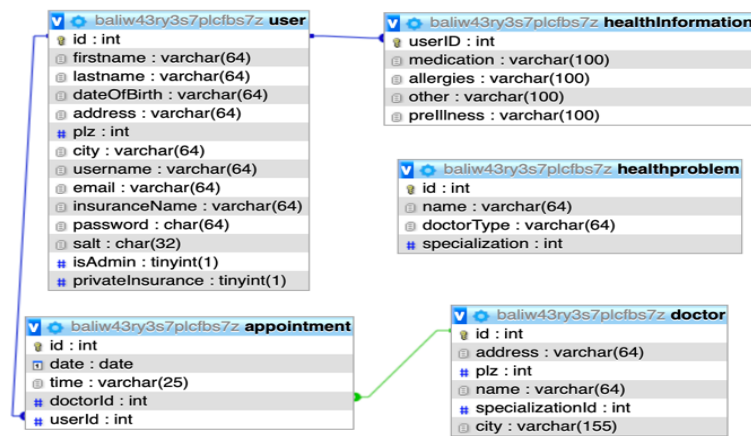 baliw43ry3s7plcfbs7z user
id : int
firstname : varchar(64)
lastname : varchar(64)
dateOfBirth : varchar(64)
address : varchar(64)
plz : int
city : varchar(64)
username : varchar(64)
email : varchar(64)
insuranceName : varchar(64)
password : char(64)
salt : char(32)
isAdmin : tinyint(1)
privateInsurance : tinyint(1)
baliw43ry3s7plcfbs7z healthInformation
userID : int
medication : varchar(100)
allergies : varchar(100)
other : varchar(100)
preIllness : varchar(100)
baliw43ry3s7plcfbs7z healthproblem
id : int
name : varchar(64)
doctorType : varchar(64)
specialization : int
baliw43ry3s7plcfbs7z appointment
id : int
date : date
time : varchar(25)
doctorId : int
userId : int
baliw43ry3s7plcfbs7z doctor
id : int
address : varchar(64)
plz : int
name : varchar(64)
specializationId : int
city : varchar(155)